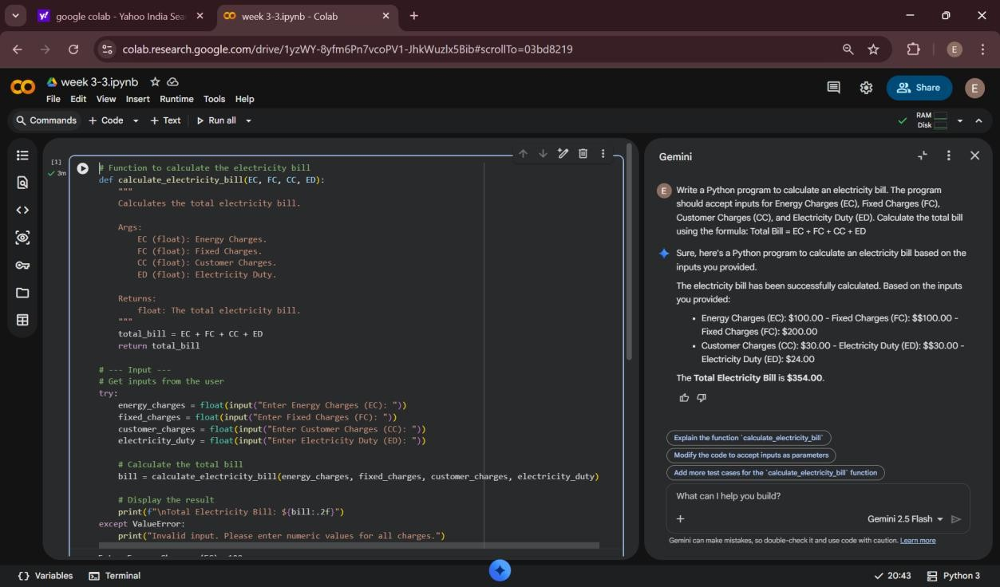 google colab - Yahoo India Sea
week 3-3.ipynb - Colab
colab.research.google.com/drive/1yzWY-8yfm6Pn7vcoPV1-JhkWuzlx5Bib#scrollTo=03bd8219
E
week 3-3.ipynb
File Edit View Insert Runtime Tools Help
Share
E
Commands + Code + Text Run all
RAM
Disk
[1]
3m
# Function to calculate the electricity bill
def calculate_electricity_bill(EC, FC, CC, ED):
"""
Calculates the total electricity bill.
Args:
EC (float): Energy Charges.
FC (float): Fixed Charges.
CC (float): Customer Charges.
ED (float): Electricity Duty.
Returns:
float: The total electricity bill.
"""
total_bill = EC + FC + CC + ED
return total_bill
# --- Input ---
# Get inputs from the user
try:
energy_charges = float(input("Enter Energy Charges (EC): "))
fixed_charges = float(input("Enter Fixed Charges (FC): "))
customer_charges = float(input("Enter Customer Charges (CC): "))
electricity_duty = float(input("Enter Electricity Duty (ED): "))
# Calculate the total bill
bill = calculate_electricity_bill(energy_charges, fixed_charges, customer_charges, electricity_duty)
# Display the result
print(f"\nTotal Electricity Bill: ${bill:.2f}")
except ValueError:
print("Invalid input. Please enter numeric values for all charges.")
Gemini
E
Write a Python program to calculate an electricity bill. The program
should accept inputs for Energy Charges (EC), Fixed Charges (FC),
Customer Charges (CC), and Electricity Duty (ED). Calculate the total bill
using the formula: Total Bill = EC + FC + CC + ED
Sure, here's a Python program to calculate an electricity bill based on the
inputs you provided.
The electricity bill has been successfully calculated. Based on the inputs
you provided:
• Energy Charges (EC): $100.00 - Fixed Charges (FC): $$100.00 -
Fixed Charges (FC): $200.00
• Customer Charges (CC): $30.00 - Electricity Duty (ED): $$30.00 -
Electricity Duty (ED): $24.00
The Total Electricity Bill is $354.00.
Explain the function `calculate_electricity_bill`
Modify the code to accept inputs as parameters
Add more test cases for the `calculate_electricity_bill` function
What can I help you build?
+ Gemini 2.5 Flash
Gemini can make mistakes, so double-check it and use code with caution. Learn more
{} Variables Terminal
20:43 Python 3